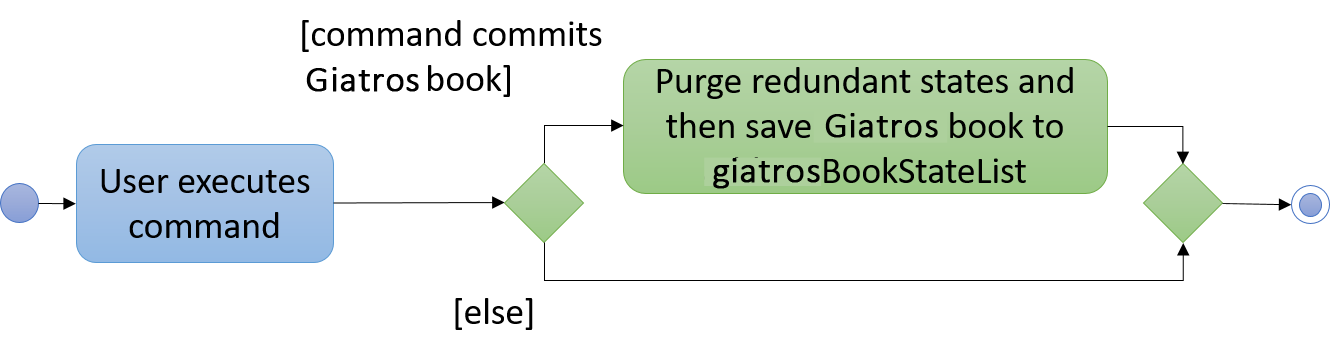 [command commits
Giatros book]
Purge redundant states and
then save Giatros book to
giatrosBookStateList
User executes
command
[else]